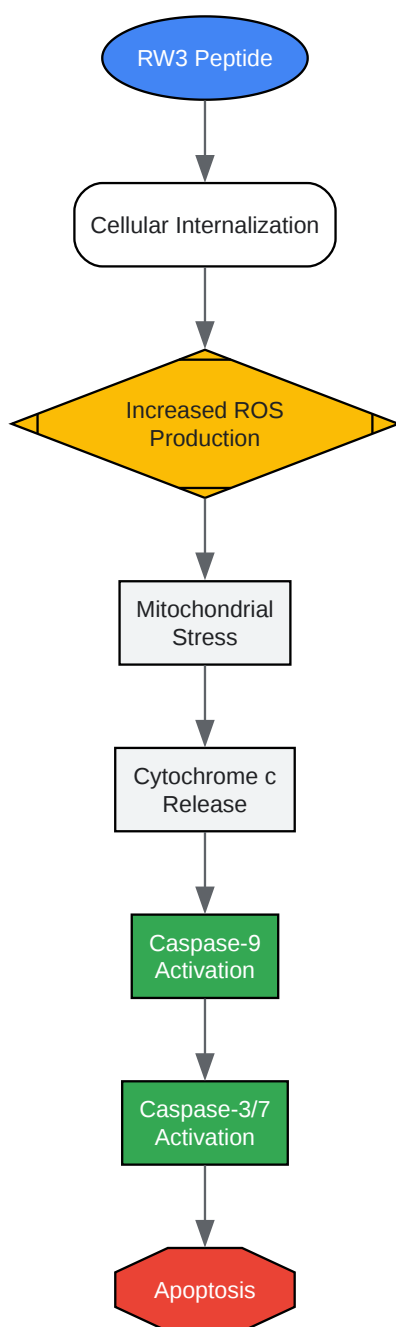 RW3 Peptide
Cellular Internalization
Increased ROS
Production
Mitochondrial
Stress
Cytochrome c
Release
Caspase-9
Activation
Caspase-3/7
Activation
Apoptosis